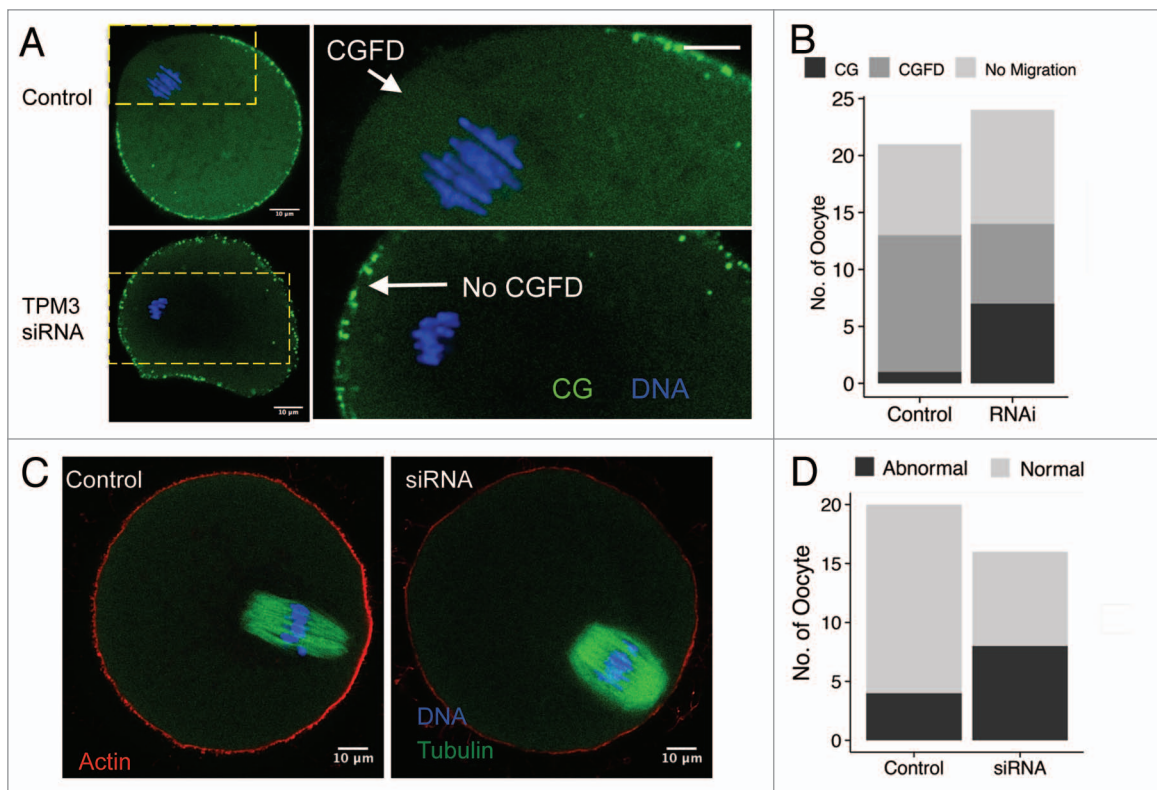 A
Control
10 µm
CGFD
TPM3
siRNA
10 µm
No CGFD
CG DNA
B
CG CGFD No Migration
No. of Oocyte
25
20
15
10
5
0
Control RNAi
C
Control
Actin
10 µm
siRNA
DNA
Tubulin
10 µm
D
Abnormal Normal
No. of Oocyte
20
15
10
5
0
Control siRNA